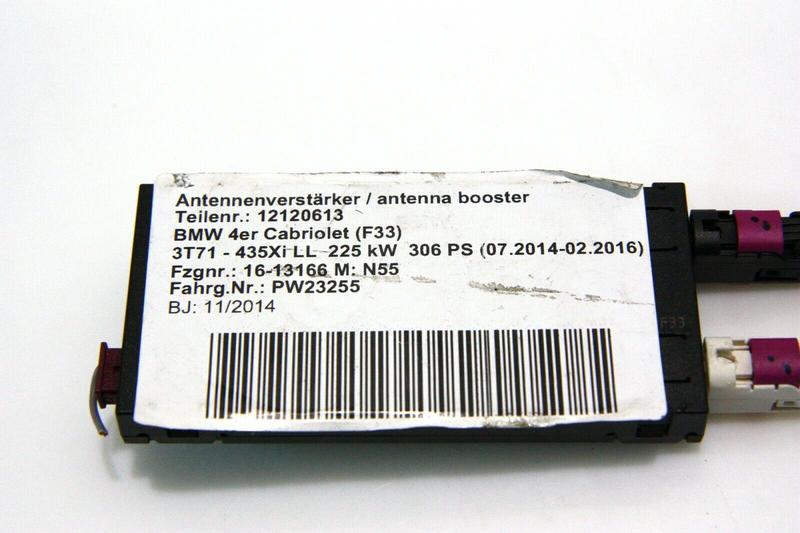 Antennenverstärker / antenna booster
Teilenr.: 12120613
BMW 4er Cabriolet (F33)
3T71 - 435Xi LL 225 kW 306 PS (07.2014-02.2016)
Fzgnr.: 16-13166 M: N55
Fahrg.Nr.: PW23255
BJ: 11/2014
F33